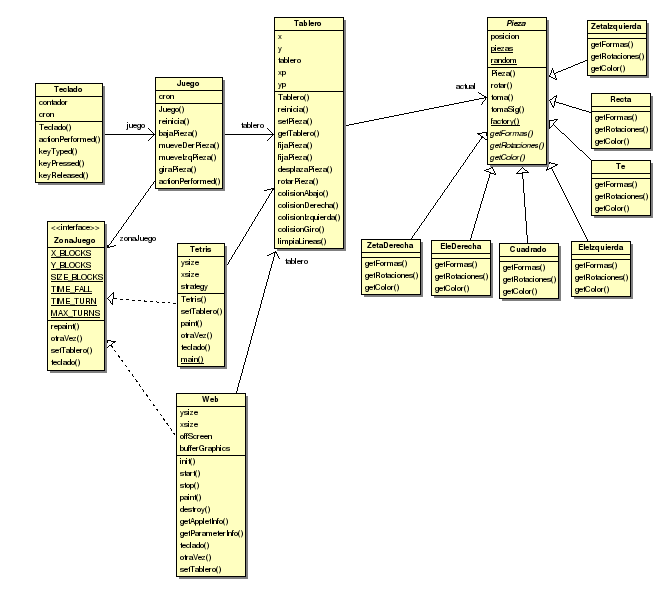 Teclado
contador
cron
Teclado()
actionPerformed()
keyTyped()
keyPressed()
keyReleased()
juego
Juego
cron
Juego()
reinicia()
bajaPieza()
mueveDerPieza()
mueveIzqPieza()
giraPieza()
actionPerformed()
tablero
zonaJuego
Tablero
x
y
tablero
xp
yp
Tablero()
reinicia()
setPieza()
getTablero()
fijaPieza()
fijaPieza()
desplazaPieza()
rotarPieza()
colisionAbajo()
colisionDerecha()
colisionIzquierda()
colisionGiro()
limpiaLineas()
actual
Pieza
posicion
piezas
random
Pieza()
rotar()
toma()
tomaSig()
factory()
getFormas()
getRotaciones()
getColor()
ZetaIzquierda
getFormas()
getRotaciones()
getColor()
Recta
getFormas()
getRotaciones()
getColor()
Te
getFormas()
getRotaciones()
getColor()
<<interface>>
ZonaJuego
X_BLOCKS
Y_BLOCKS
SIZE_BLOCKS
TIME_FALL
TIME_TURN
MAX_TURNS
repaint()
otraVez()
setTablero()
teclado()
Tetris
ysize
xsize
strategy
Tetris()
setTablero()
paint()
otraVez()
teclado()
main()
tablero
ZetaDerecha
getFormas()
getRotaciones()
getColor()
EleDerecha
getFormas()
getRotaciones()
getColor()
Cuadrado
getFormas()
getRotaciones()
getColor()
EleIzquierda
getFormas()
getRotaciones()
getColor()
Web
ysize
xsize
offScreen
bufferGraphics
init()
start()
stop()
paint()
destroy()
getAppletInfo()
getParameterInfo()
teclado()
otraVez()
setTablero()